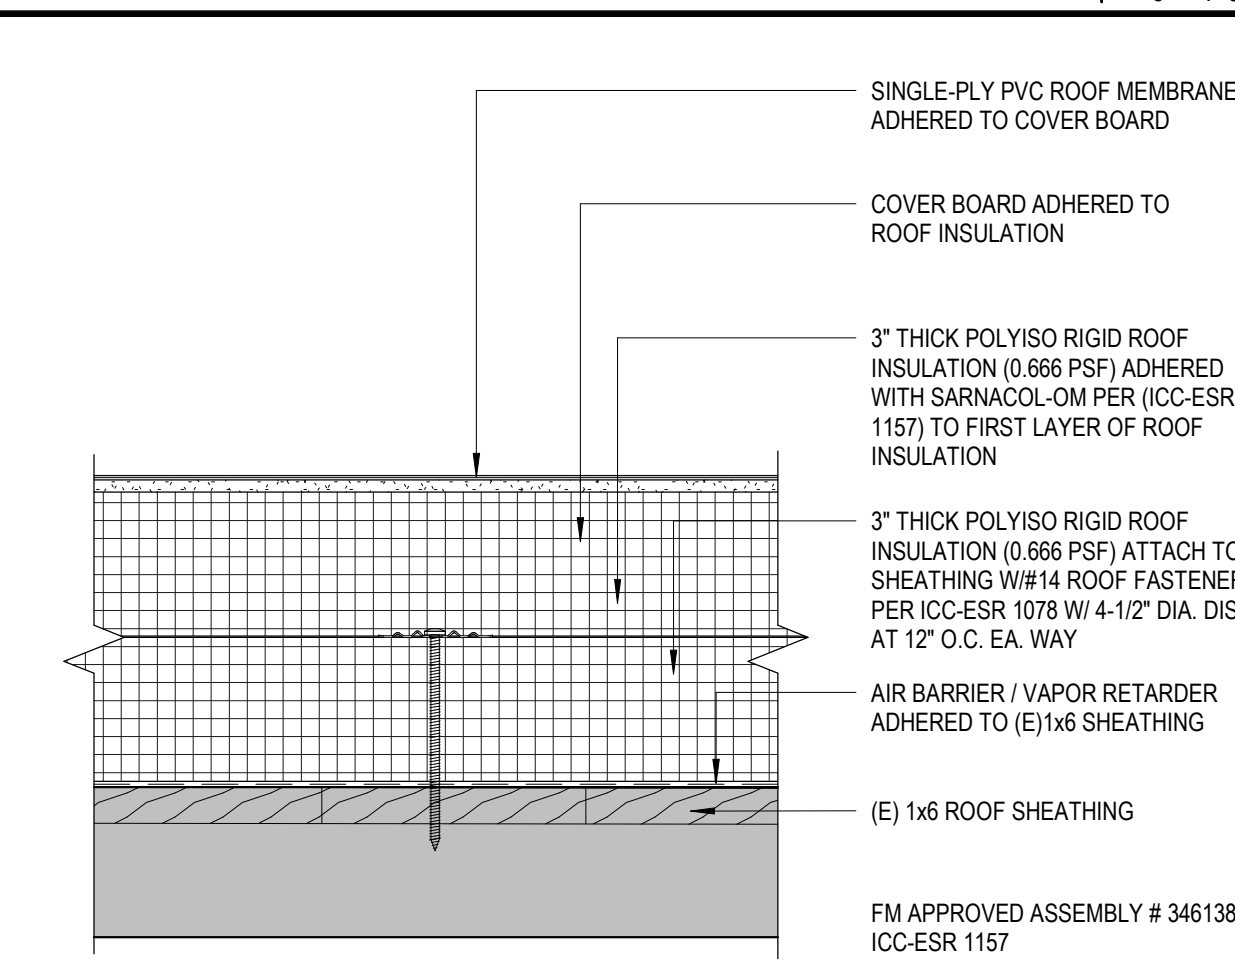 SINGLE-PLY PVC ROOF MEMBRANE
ADHERED TO COVER BOARD
COVER BOARD ADHERED TO
ROOF INSULATION
3" THICK POLYISO RIGID ROOF
INSULATION (0.666 PSF) ADHERED
WITH SARNACOL-OM PER (ICC-ESR
1157) TO FIRST LAYER OF ROOF
INSULATION
3" THICK POLYISO RIGID ROOF
INSULATION (0.666 PSF) ATTACH TO
SHEATHING W/#14 ROOF FASTENER
PER ICC-ESR 1078 W/ 4-1/2" DIA.
AT 12" O.C. EA. WAY
AIR BARRIER / VAPOR RETARDER
ADHERED TO (E)1x6 SHEATHING
(E) 1x6 ROOF SHEATHING
FM APPROVED ASSEMBLY # 346138
ICC-ESR 1157